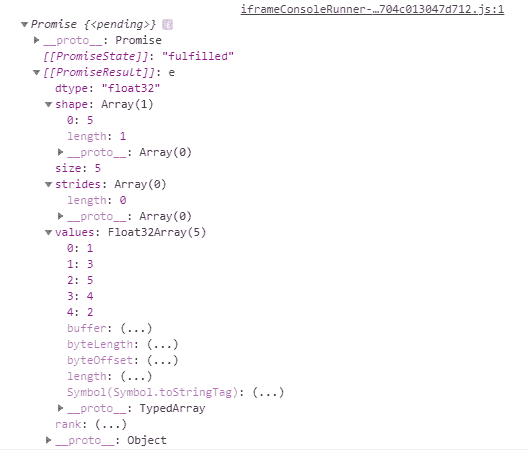 iframeConsoleRunner-…704c013047d712.js:1
▼Promise {<pending>} i
▶__proto__: Promise
[[PromiseState]]: "fulfilled"
▼[[PromiseResult]]: e
dtype: "float32"
▼shape: Array(1)
0: 5
length: 1
▶__proto__: Array(0)
size: 5
▼strides: Array(0)
length: 0
▶__proto__: Array(0)
▼values: Float32Array(5)
0: 1
1: 3
2: 5
3: 4
4: 2
buffer: (...)
byteLength: (...)
byteOffset: (...)
length: (...)
Symbol(Symbol.toStringTag): (...)
▶__proto__: TypedArray
rank: (...)
▶__proto__: Object